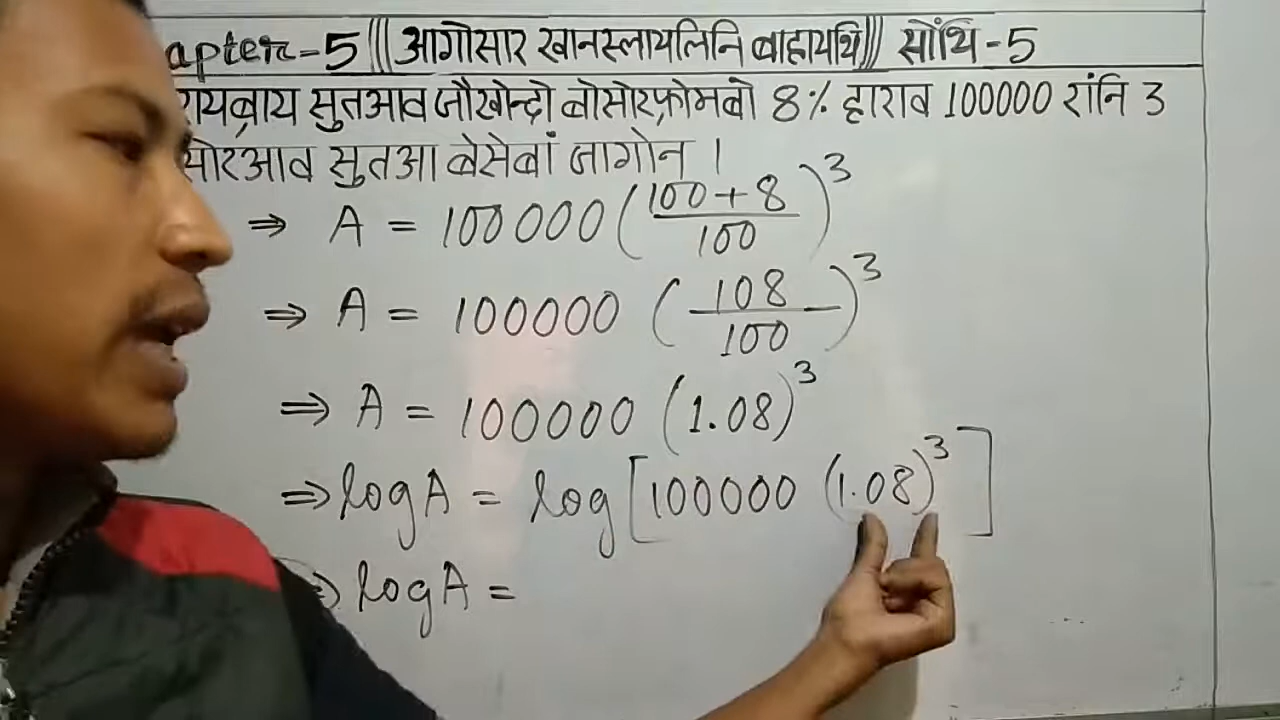 apter-5 ||| आगोसार खानस्लायलिनि बाहायथि ||| सोंथि - 5
रायब्राय सुतआव जौखोन्दो बोसोरफ्रोमबो 8% हाराव 100000 रांनि 3
सोरआव सुतआ बेसेबां जागोन ।
⇒ A = 100000 ( 100 + 8 / 100 )³
⇒ A = 100000 ( 108 / 100 )³
⇒ A = 100000 (1.08)³
⇒ log A = log [ 100000 (1.08)³ ]
⇒ log A =